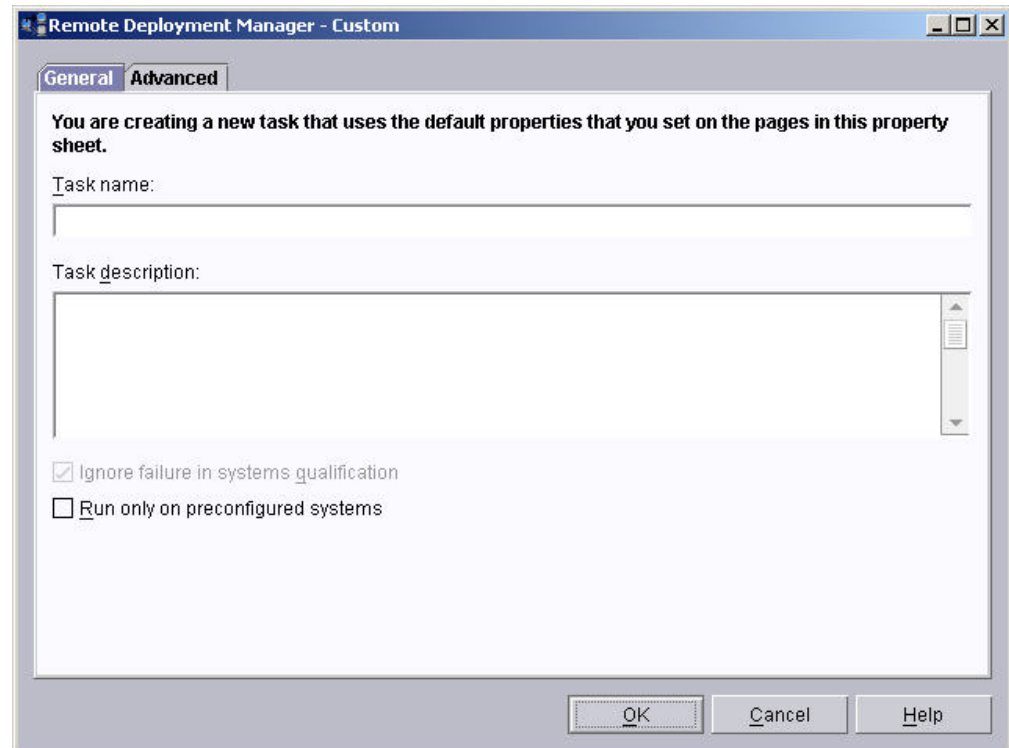 Remote Deployment Manager - Custom
General Advanced
You are creating a new task that uses the default properties that you set on the pages in this property
sheet.
Task name:
Task description:
Ignore failure in systems qualification
Run only on preconfigured systems
OK Cancel Help